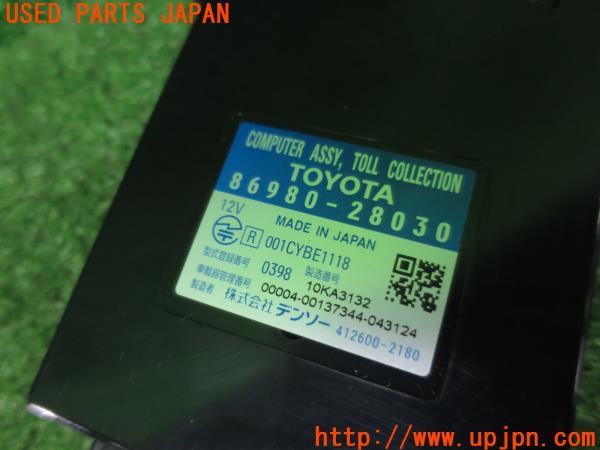 USED PARTS JAPAN
COMPUTER ASSY, TOLL COLLECTION
TOYOTA
86980-28030
12V
MADE IN JAPAN
R 001CYBE1118
型式登録番号 0398 製造番号 10KA3132
車載器管理番号 00004-00137344-043124
製造者 株式会社 デンソー 412600-2180
http://www.upjpn.com/